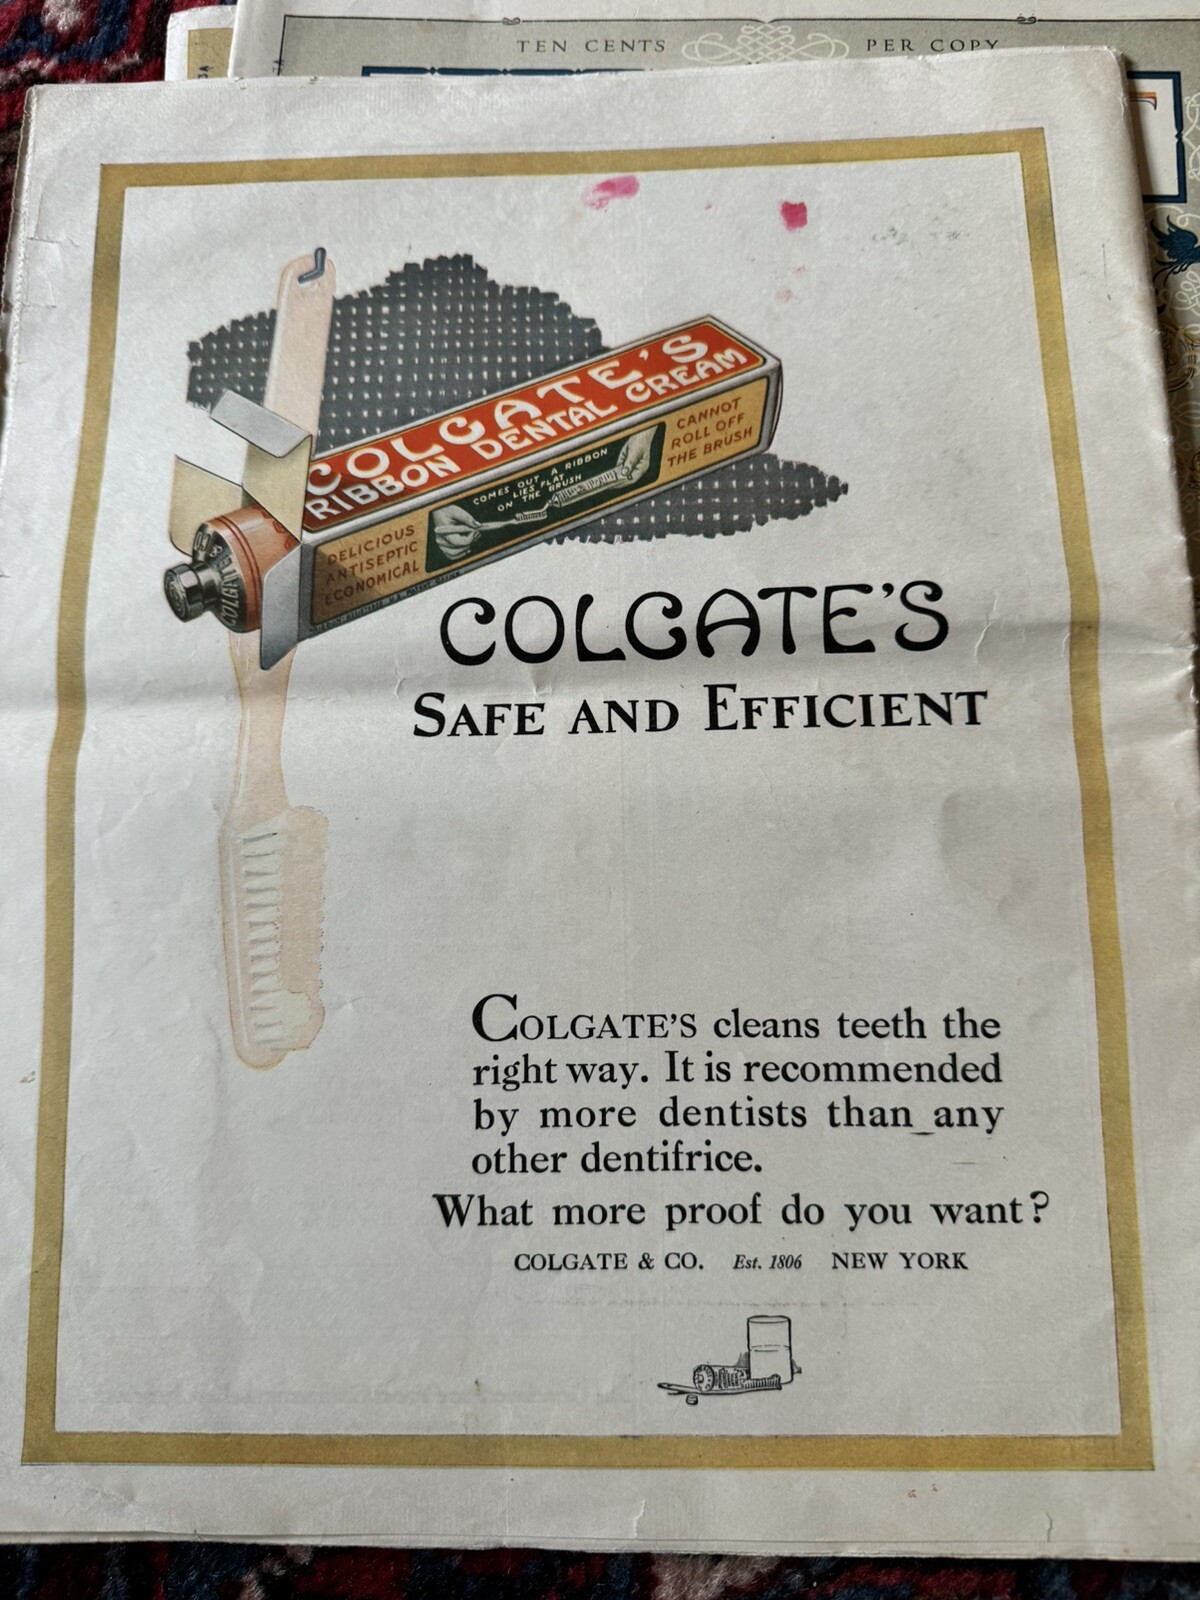 TEN CENTS PER COPY
COLGATE'S
RIBBON DENTAL CREAM
COMES OUT A RIBBON
LIES FLAT
ON THE BRUSH
CANNOT
ROLL OFF
THE BRUSH
DELICIOUS
ANTISEPTIC
ECONOMICAL
COLGATE'S
SAFE AND EFFICIENT
COLGATE'S cleans teeth the
right way. It is recommended
by more dentists than any
other dentifrice.
What more proof do you want?
COLGATE & CO. Est. 1806 NEW YORK